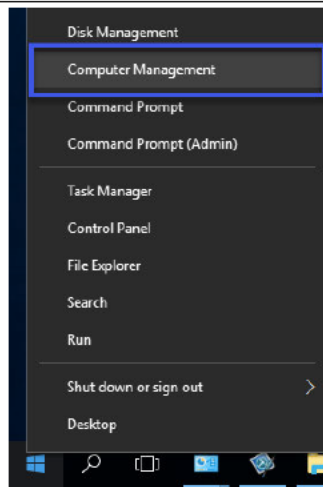 Disk Management
Computer Management
Command Prompt
Command Prompt (Admin)
Task Manager
Control Panel
File Explorer
Search
Run
Shut down or sign out
Desktop